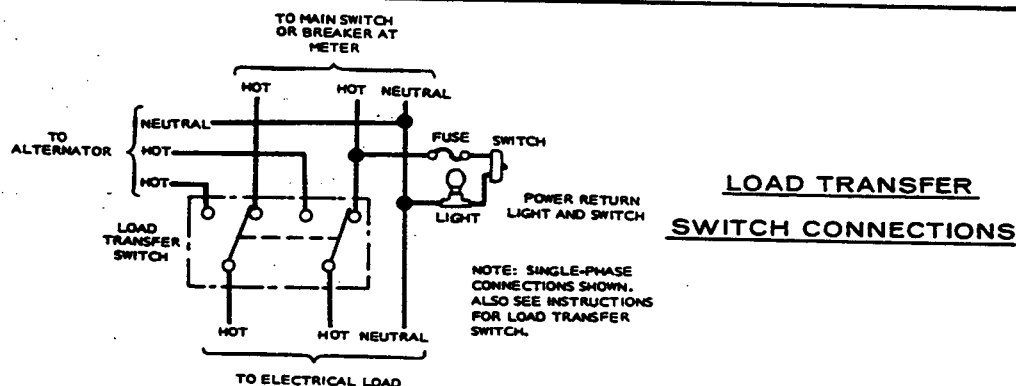 TO MAIN SWITCH
OR BREAKER AT
METER
HOT
HOT
NEUTRAL
TO
ALTERNATOR
NEUTRAL
HOT
HOT
FUSE
SWITCH
LIGHT
POWER RETURN
LIGHT AND SWITCH
LOAD
TRANSFER
SWITCH
NOTE: SINGLE-PHASE
CONNECTIONS SHOWN.
ALSO SEE INSTRUCTIONS
FOR LOAD TRANSFER
SWITCH.
HOT
HOT
NEUTRAL
TO ELECTRICAL LOAD
LOAD TRANSFER
SWITCH CONNECTIONS